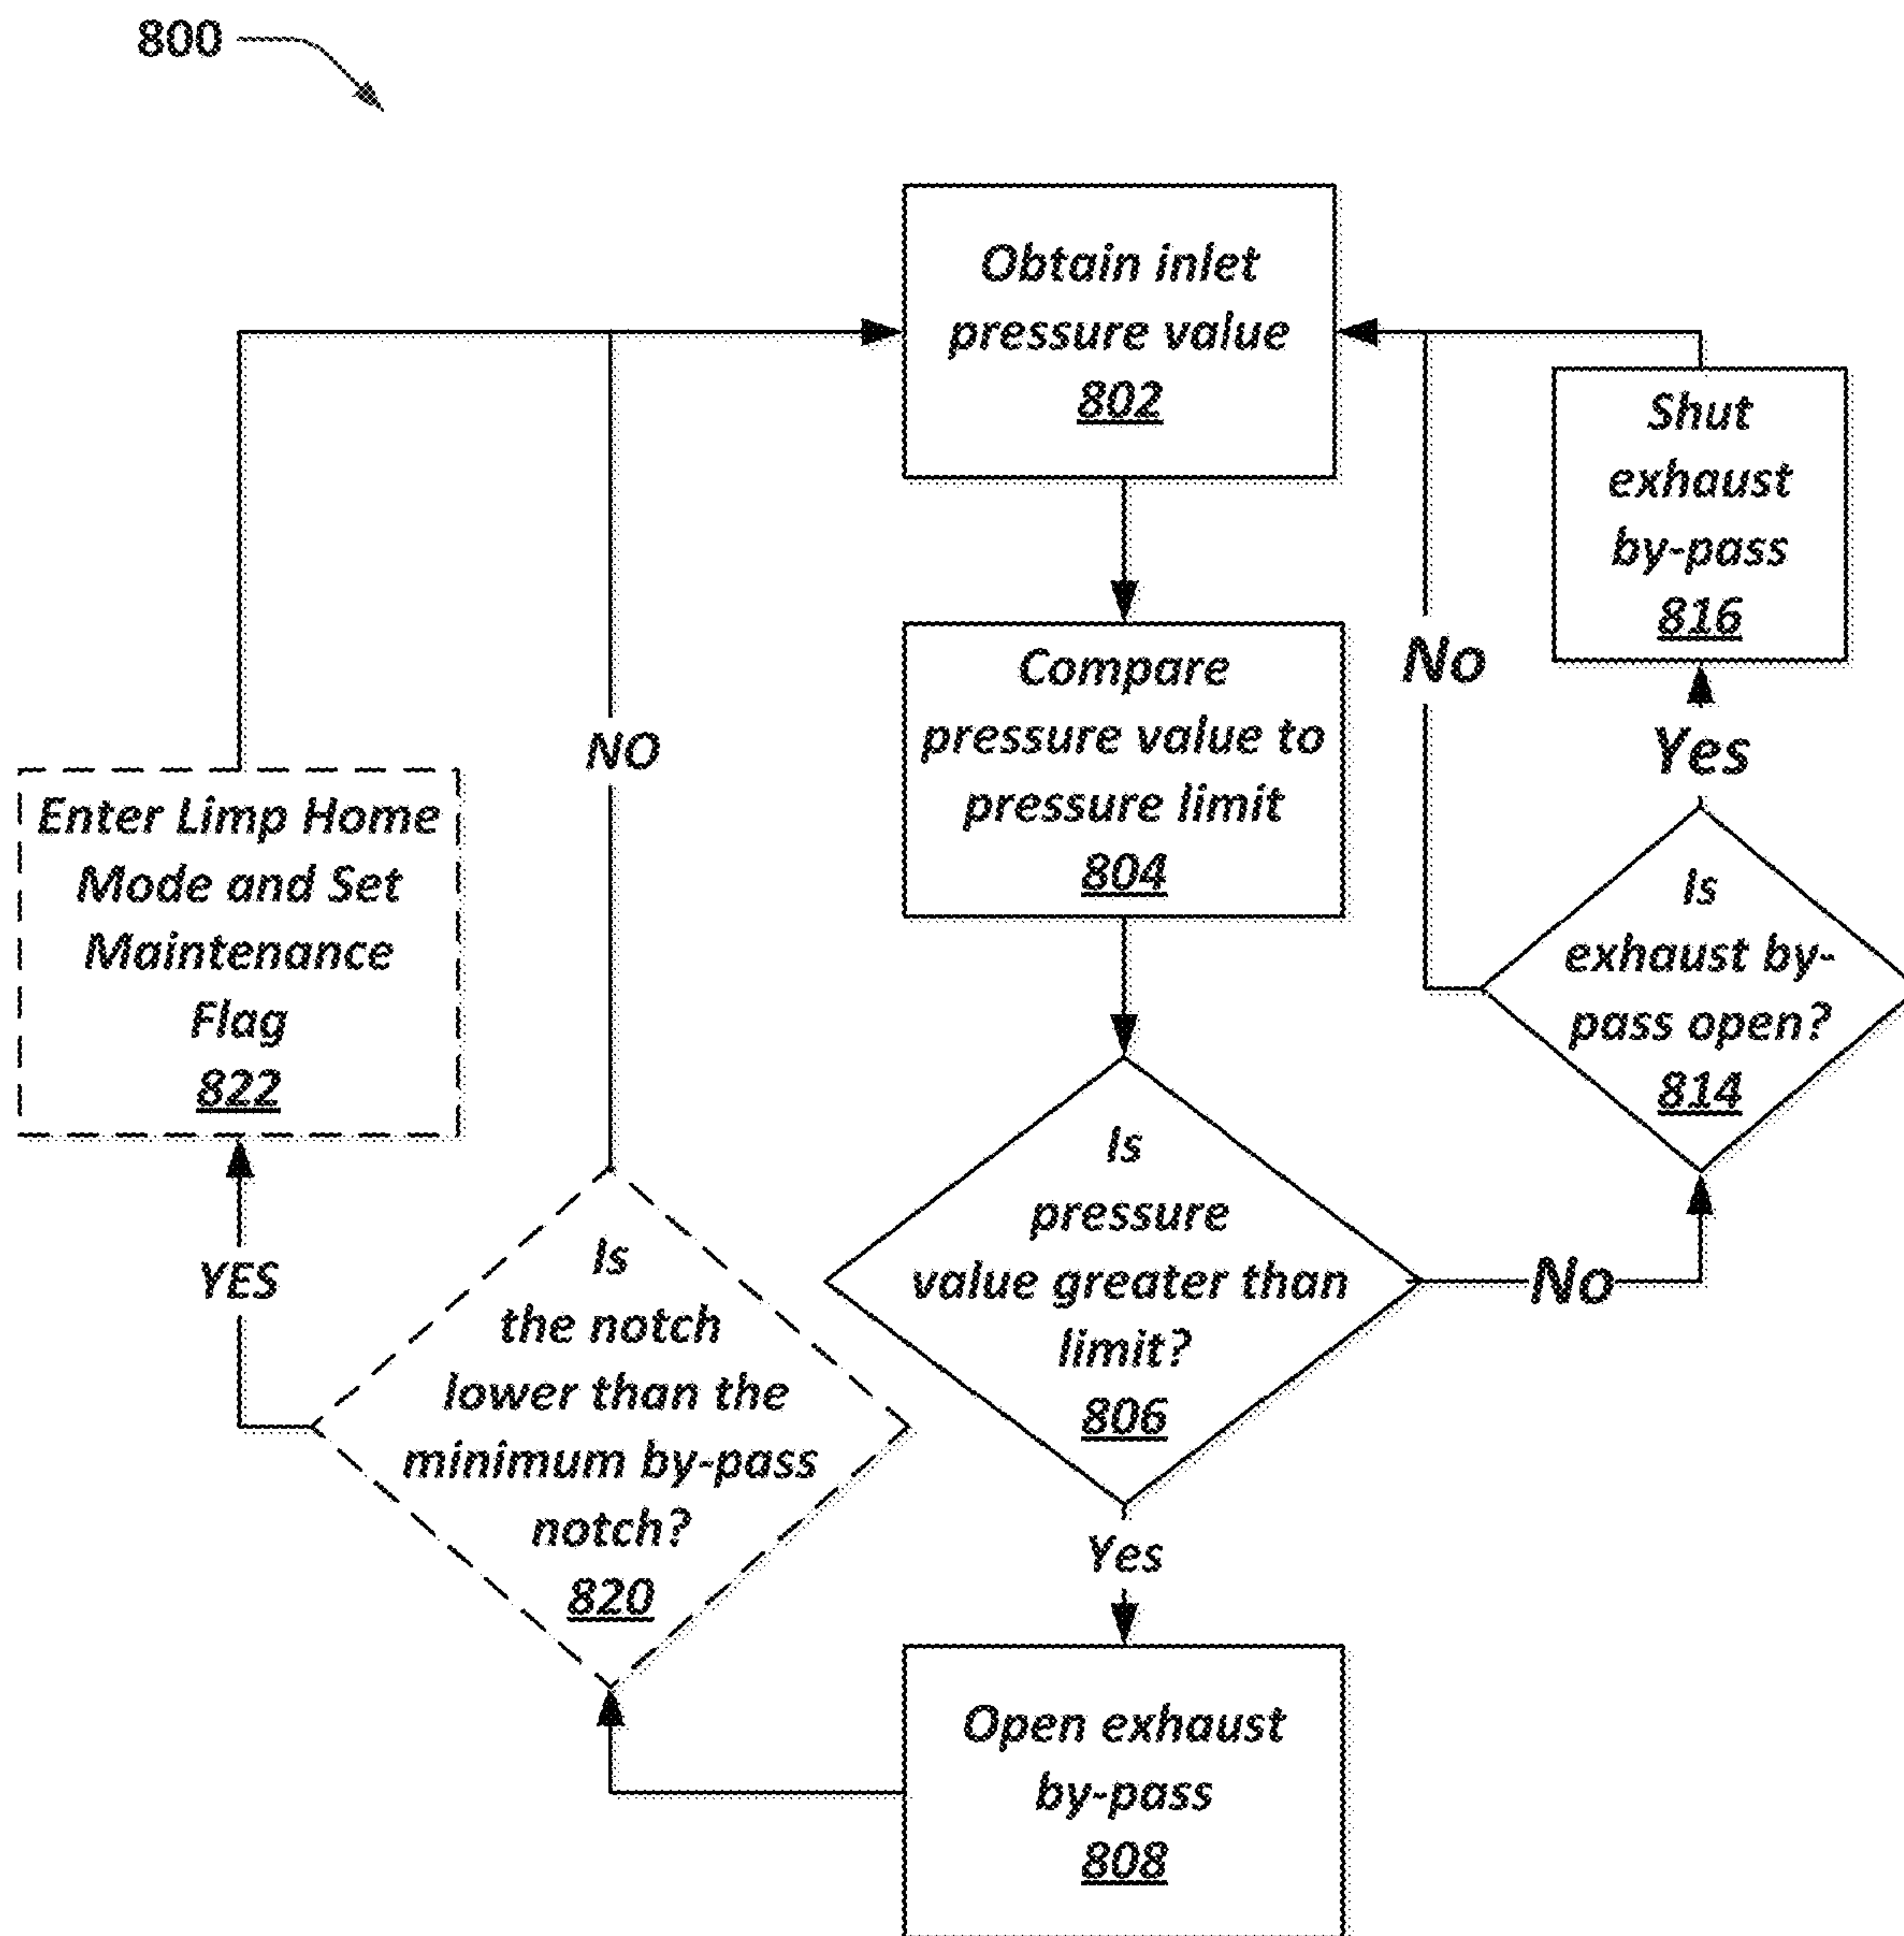 800
Obtain inlet
pressure value
802
Shut
exhaust
by-pass
816
No
Compare
pressure value to
pressure limit
804
NO
Yes
Enter Limp Home
Mode and Set
Maintenance
Flag
822
Is
exhaust by-
pass open?
814
Is
pressure
value greater than
limit?
806
No
YES
Is
the notch
lower than the
minimum by-pass
notch?
820
Yes
Open exhaust
by-pass
808